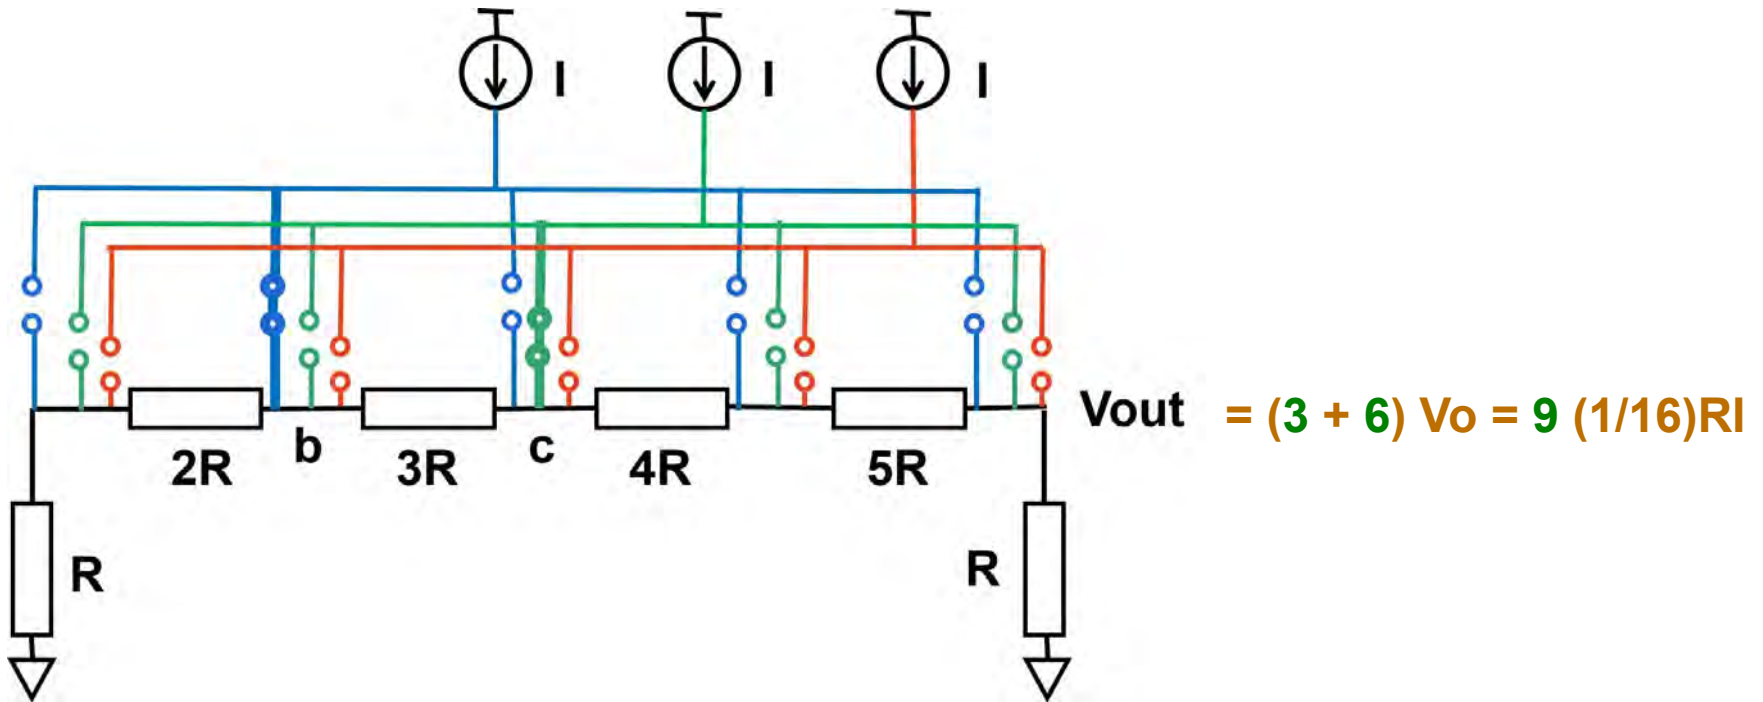 I I I
Vout = (3 + 6) Vo = 9 (1/16)RI
2R b 3R c 4R 5R
R R